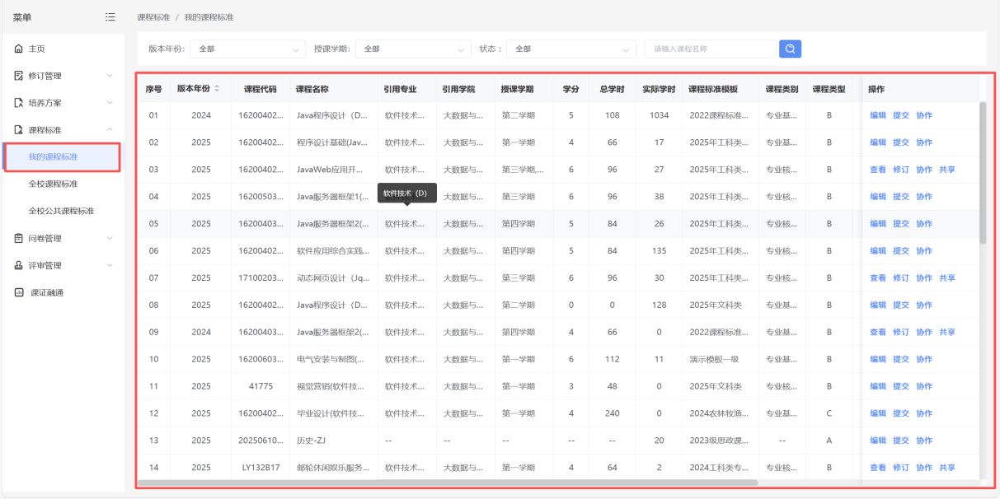 菜单
课程标准 / 我的课程标准
主页
修订管理
培养方案
课程标准
我的课程标准
全校课程标准
全校公共课程标准
问卷管理
评审管理
课证融通
版本年份: 全部 授课学期: 全部 状态: 全部 请输入课程名称
序号 版本年份 课程代码 课程名称 引用专业 引用学院 授课学期 学分 总学时 实际学时 课程标准模板 课程类别 课程类型 操作
01 2024 16200402... Java程序设计（D... 软件技术... 大数据与... 第二学期 5 108 1034 2022课程标准... 专业基... B 编辑 提交 协作
02 2025 16200402... 程序设计基础(Jav... 软件技术... 大数据与... 第一学期 4 66 17 2025年工科类... 专业基... B 编辑 提交 协作
03 2025 16200402... JavaWeb应用开... 软件技术... 大数据与... 第三学期,... 6 96 27 2025年工科类... 专业核... B 查看 修订 协作 共享
软件技术（D）
04 2025 16200503... Java服务器框架1(... 大数据与... 第三学期 6 96 38 2025年工科类... 专业核... B 编辑 提交 协作
05 2025 16200403... Java服务器框架2(... 软件技术... 大数据与... 第四学期 5 84 26 2025年工科类... 专业核... B 编辑 提交 协作
06 2025 16200402... 软件应用综合实践... 软件技术... 大数据与... 第四学期 5 84 135 2025年工科类... 专业核... B 编辑 提交 协作
07 2025 17100203... 动态网页设计（Jq... 软件技术... 大数据与... 第三学期 6 96 30 2025年工科类... 专业核... B 查看 修订 协作 共享
08 2025 16200402... Java程序设计（D... 软件技术... 大数据与... 第二学期 0 0 128 2025年文科类 专业基... B 编辑 提交 协作
09 2024 16200403... Java服务器框架2(... 软件技术... 大数据与... 第四学期 4 66 0 2022课程标准... 专业基... B 查看 修订 协作 共享
10 2025 16200603... 电气安装与制图(... 软件技术... 大数据与... 第一学期 6 112 11 演示模板一级 专业基... B 编辑 提交 协作
11 2025 41775 视觉营销(软件技... 软件技术... 大数据与... 第一学期 3 48 0 2025年文科类 专业核... B 编辑 提交 协作
12 2025 16200402... 毕业设计(软件技... 软件技术... 大数据与... 第一学期 4 240 0 2024农林牧渔... 专业基... C 编辑 提交 协作
13 2025 20250610... 历史-ZJ -- -- -- -- -- 20 2023级思政课... -- A 编辑 提交 协作
14 2025 LY132B17 邮轮休闲娱乐服务... 软件技术... 大数据与... 第一学期 4 64 2 2024工科类专... 专业核... B 查看 修订 协作 共享